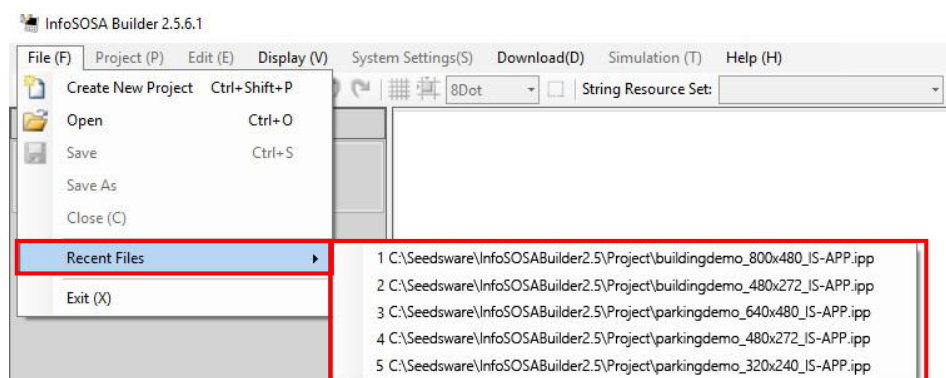 InfoSOSA Builder 2.5.6.1
File (F) Project (P) Edit (E) Display (V) System Settings(S) Download(D) Simulation (T) Help (H)
Create New Project Ctrl+Shift+P
8Dot String Resource Set:
Open Ctrl+O
Save Ctrl+S
Save As
Close (C)
Recent Files
1 C:\Seedsware\InfoSOSABuilder2.5\Project\buildingdemo_800x480_IS-APP.ipp
2 C:\Seedsware\InfoSOSABuilder2.5\Project\buildingdemo_480x272_IS-APP.ipp
Exit (X)
3 C:\Seedsware\InfoSOSABuilder2.5\Project\parkingdemo_640x480_IS-APP.ipp
4 C:\Seedsware\InfoSOSABuilder2.5\Project\parkingdemo_480x272_IS-APP.ipp
5 C:\Seedsware\InfoSOSABuilder2.5\Project\parkingdemo_320x240_IS-APP.ipp